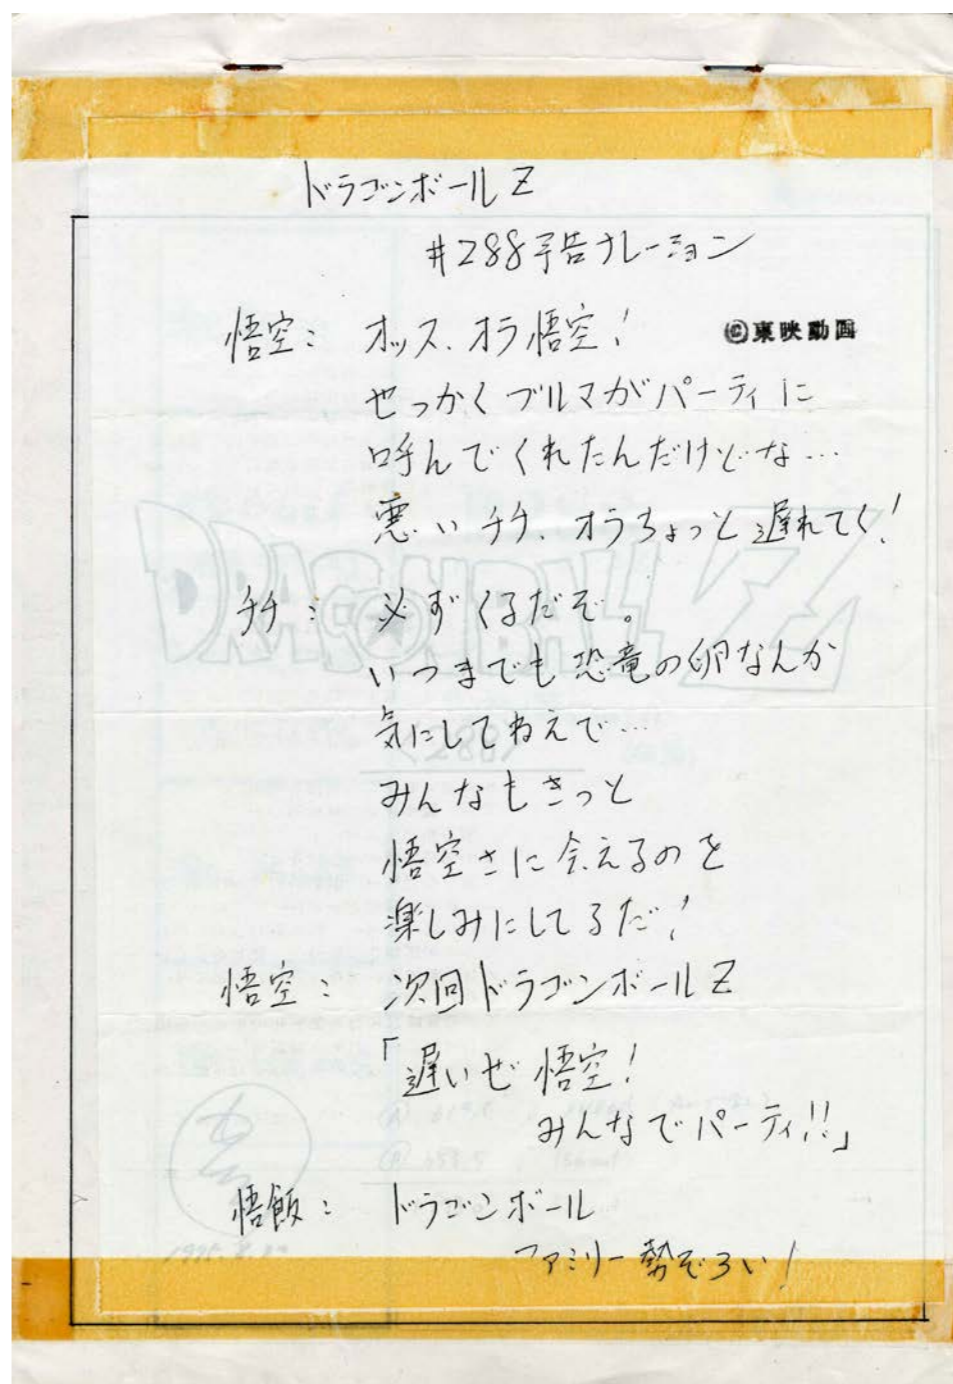 ドラゴンボールZ
#288予告ナレーション
悟空: オッス、オラ悟空!
©東映動画
せっかくブルマがパーティに
呼んでくれたんだけどな…
悪いチチ、オラちょっと遅れてく!
チチ: 必ずくるだぞ。
いつまでも恐竜の卵なんか
気にしてねえで…
みんなもきっと
悟空さに会えるのを
楽しみにしてるだ!
悟空: 次回ドラゴンボールZ
「遅いぜ悟空!
みんなでパーティ!!」
悟飯: ドラゴンボール
ファミリー勢ぞろい!
DRAGONBALL Z